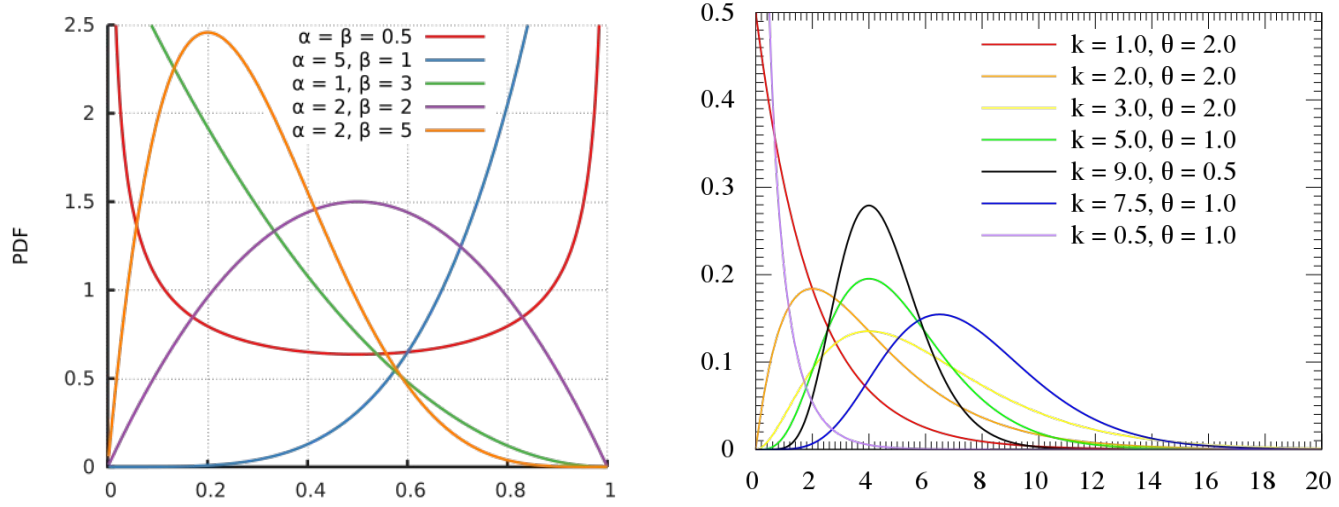 PDF
2.5
2
1.5
1
0.5
0
0 0.2 0.4 0.6 0.8 1
α = β = 0.5
α = 5, β = 1
α = 1, β = 3
α = 2, β = 2
α = 2, β = 5
0.5
0.4
0.3
0.2
0.1
0
0 2 4 6 8 10 12 14 16 18 20
k = 1.0, θ = 2.0
k = 2.0, θ = 2.0
k = 3.0, θ = 2.0
k = 5.0, θ = 1.0
k = 9.0, θ = 0.5
k = 7.5, θ = 1.0
k = 0.5, θ = 1.0